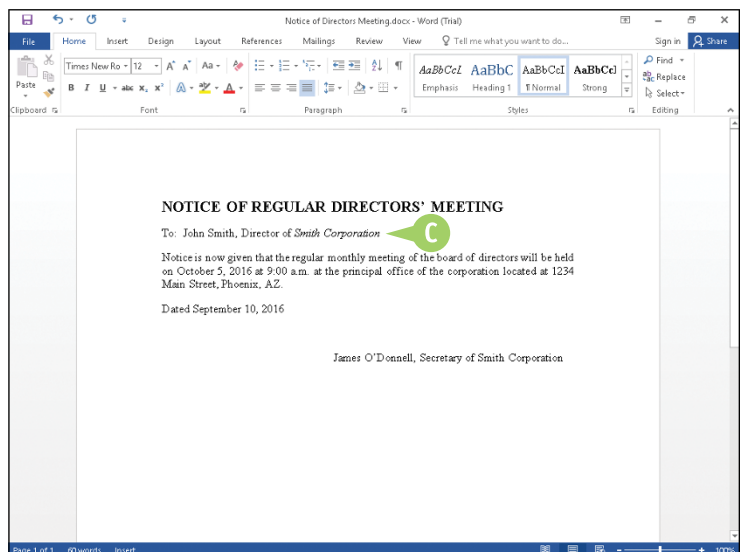 Notice of Directors Meeting.docx - Word (Trial)
File Home Insert Design Layout References Mailings Review View Tell me what you want to do... Sign in Share
Times New Ro 12 A A Aa Find
Paste B I U abc X₂ X² A A AaBbCcL AaBbC AaBbCcI AaBbCcl Replace
Emphasis Heading 1 ¶ Normal Strong Select
Clipboard Font Paragraph Styles Editing
NOTICE OF REGULAR DIRECTORS' MEETING
To: John Smith, Director of Smith Corporation C
Notice is now given that the regular monthly meeting of the board of directors will be held
on October 5, 2016 at 9:00 a.m. at the principal office of the corporation located at 1234
Main Street, Phoenix, AZ.
Dated September 10, 2016
James O'Donnell, Secretary of Smith Corporation
Page 1 of 1 60 words Insert 100%